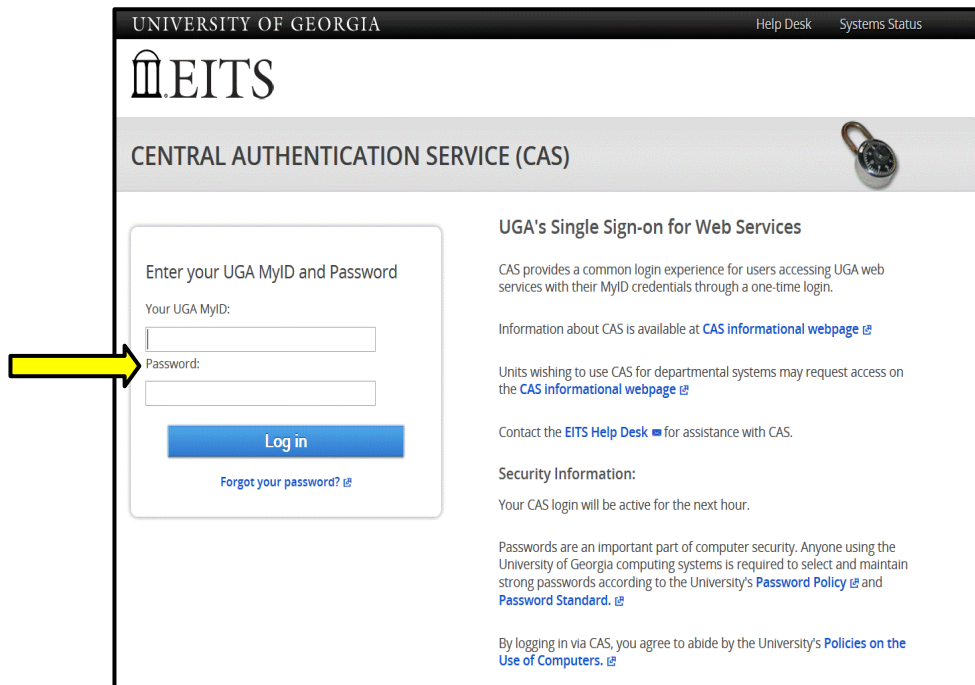 UNIVERSITY OF GEORGIA
Help Desk Systems Status
EITS
CENTRAL AUTHENTICATION SERVICE (CAS)
Enter your UGA MyID and Password
Your UGA MyID:
Password:
Log in
Forgot your password?
UGA's Single Sign-on for Web Services
CAS provides a common login experience for users accessing UGA web
services with their MyID credentials through a one-time login.
Information about CAS is available at CAS informational webpage
Units wishing to use CAS for departmental systems may request access on
the CAS informational webpage
Contact the EITS Help Desk for assistance with CAS.
Security Information:
Your CAS login will be active for the next hour.
Passwords are an important part of computer security. Anyone using the
University of Georgia computing systems is required to select and maintain
strong passwords according to the University's Password Policy and
Password Standard.
By logging in via CAS, you agree to abide by the University's Policies on the
Use of Computers.